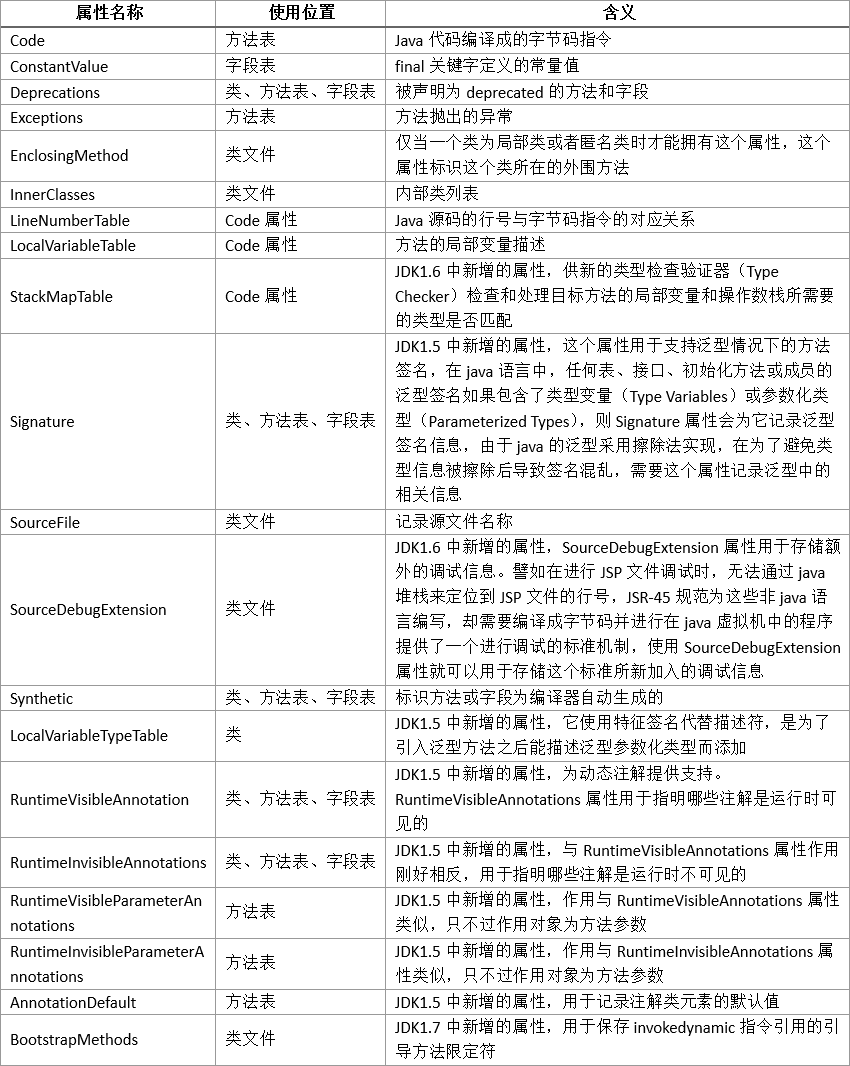 属性名称 使用位置 含义
Code 方法表 Java 代码编译成的字节码指令
ConstantValue 字段表 final 关键字定义的常量值
Deprecations 类、方法表、字段表 被声明为 deprecated 的方法和字段
Exceptions 方法表 方法抛出的异常
EnclosingMethod 类文件 仅当一个类为局部类或者匿名类时才能拥有这个属性，这个
属性标识这个类所在的外围方法
InnerClasses 类文件 内部类列表
LineNumberTable Code 属性 Java 源码的行号与字节码指令的对应关系
LocalVariableTable Code 属性 方法的局部变量描述
StackMapTable Code 属性 JDK1.6 中新增的属性，供新的类型检查验证器（Type
Checker）检查和处理目标方法的局部变量和操作数栈所需要
的类型是否匹配
Signature 类、方法表、字段表 JDK1.5 中新增的属性，这个属性用于支持泛型情况下的方法
签名，在 java 语言中，任何表、接口、初始化方法或成员的
泛型签名如果包含了类型变量（Type Variables）或参数化类
型（Parameterized Types），则 Signature 属性会为它记录泛型
签名信息，由于 java 的泛型采用擦除法实现，在为了避免类
型信息被擦除后导致签名混乱，需要这个属性记录泛型中的
相关信息
SourceFile 类文件 记录源文件名称
SourceDebugExtension 类文件 JDK1.6 中新增的属性，SourceDebugExtension 属性用于存储额
外的调试信息。譬如在进行 JSP 文件调试时，无法通过 java
堆栈来定位到 JSP 文件的行号，JSR-45 规范为这些非 java 语
言编写，却需要编译成字节码并进行在 java 虚拟机中的程序
提供了一个进行调试的标准机制，使用 SourceDebugExtension
属性就可以用于存储这个标准所新加入的调试信息
Synthetic 类、方法表、字段表 标识方法或字段为编译器自动生成的
LocalVariableTypeTable 类 JDK1.5 中新增的属性，它使用特征签名代替描述符，是为了
引入泛型方法之后能描述泛型参数化类型而添加
RuntimeVisibleAnnotation 类、方法表、字段表 JDK1.5 中新增的属性，为动态注解提供支持。
RuntimeVisibleAnnotations 属性用于指明哪些注解是运行时可
见的
RuntimeInvisibleAnnotations 类、方法表、字段表 JDK1.5 中新增的属性，与 RuntimeVisibleAnnotations 属性作用
刚好相反，用于指明哪些注解是运行时不可见的
RuntimeVisibleParameterAn
notations 方法表 JDK1.5 中新增的属性，作用与 RuntimeVisibleAnnotations 属性
类似，只不过作用对象为方法参数
RuntimeInvisibleParameterA
nnotations 方法表 JDK1.5 中新增的属性，作用与 RuntimeInvisibleAnnotations 属
性类似，只不过作用对象为方法参数
AnnotationDefault 方法表 JDK1.5 中新增的属性，用于记录注解类元素的默认值
BootstrapMethods 类文件 JDK1.7 中新增的属性，用于保存 invokedynamic 指令引用的引
导方法限定符